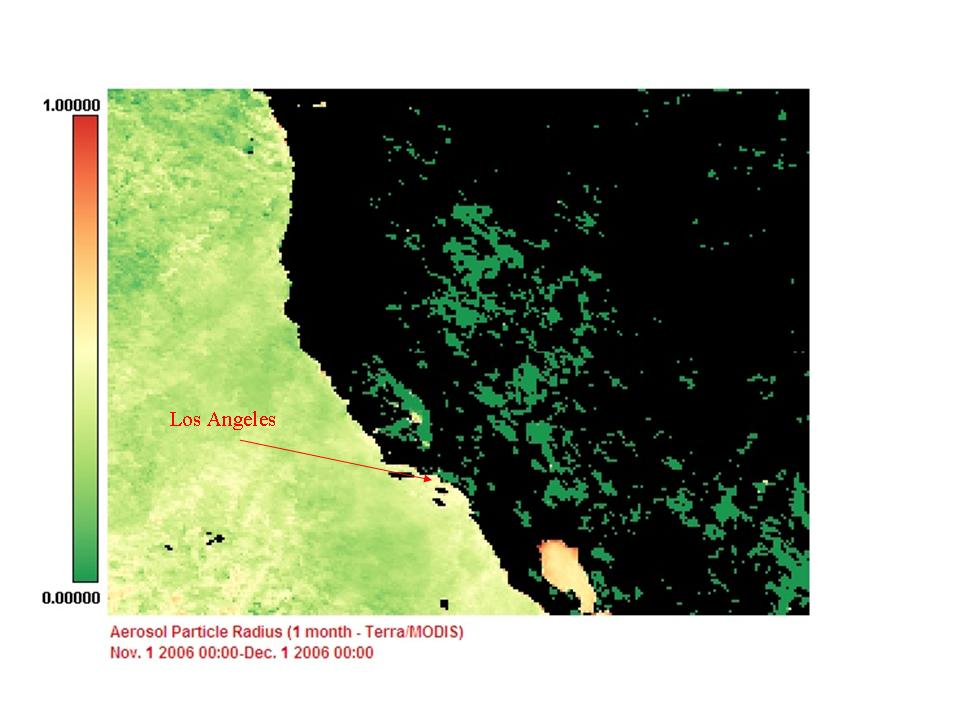 1.00000
Los Angeles
0.00000
Aerosol Particle Radius (1 month - Terra/MODIS)
Nov. 1 2006 00:00-Dec. 1 2006 00:00